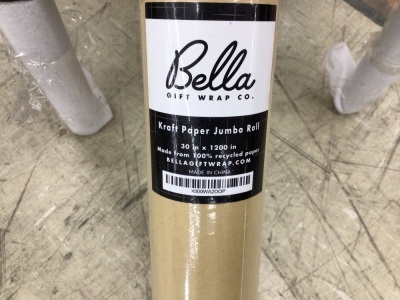 Bella
GIFT WRAP CO.
Kraft Paper Jumbo Roll
30 in x 1200 in
Made from 100% recycled paper
BELLAGIFTWRAP.COM
MADE IN CHINA
X000WA2OOP